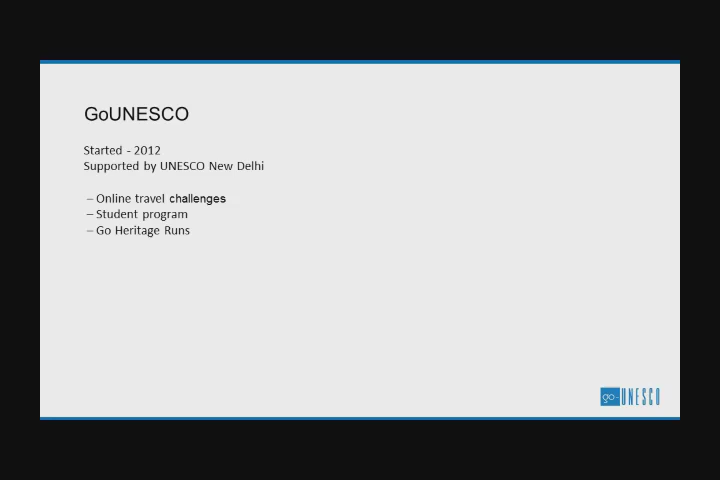 GoUNESCO
Started - 2012
Supported by UNESCO New Delhi
– Online travel challenges
– Student program
– Go Heritage Runs
go-UNESCO